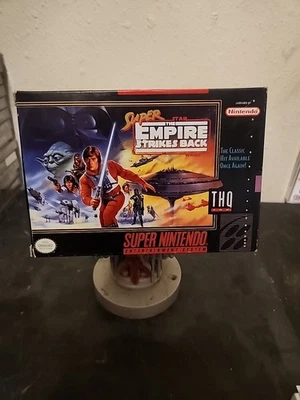 LICENSED BY
Nintendo
SUPER STAR
THE
EMPIRE
STRIKES BACK
THE CLASSIC
HIT AVAILABLE
ONCE AGAIN!
THQ
SUPER NINTENDO
ENTERTAINMENT SYSTEM